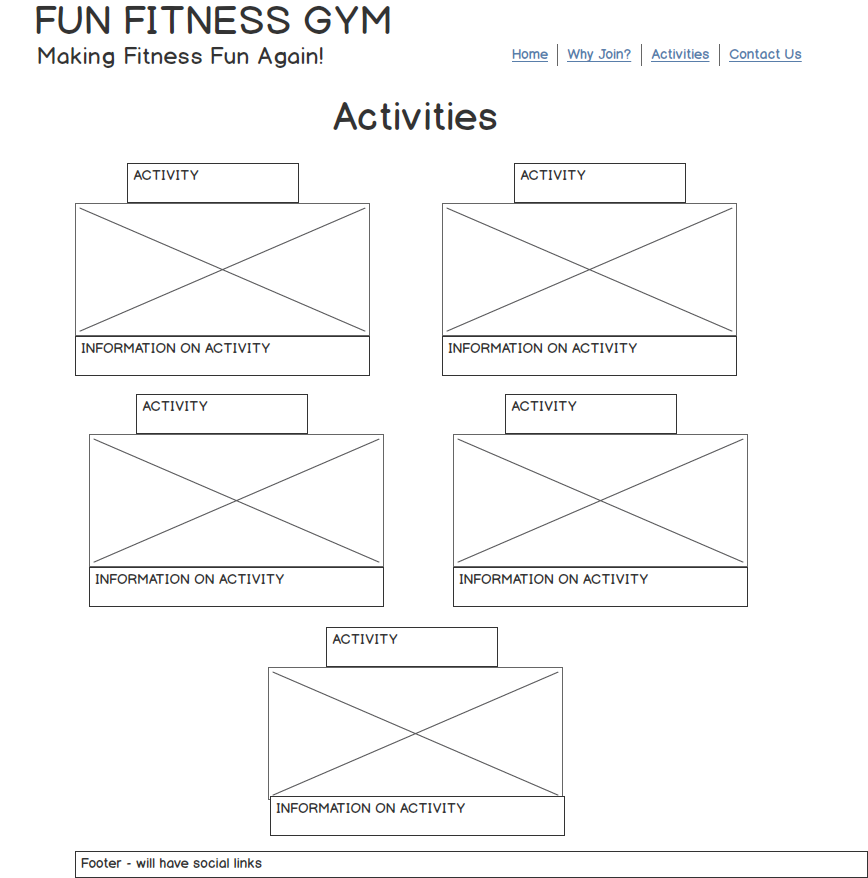 FUN FITNESS GYM
Making Fitness Fun Again!
Home Why Join? Activities Contact Us
Activities
ACTIVITY ACTIVITY
INFORMATION ON ACTIVITY INFORMATION ON ACTIVITY
ACTIVITY ACTIVITY
INFORMATION ON ACTIVITY INFORMATION ON ACTIVITY
ACTIVITY
INFORMATION ON ACTIVITY
Footer - will have social links